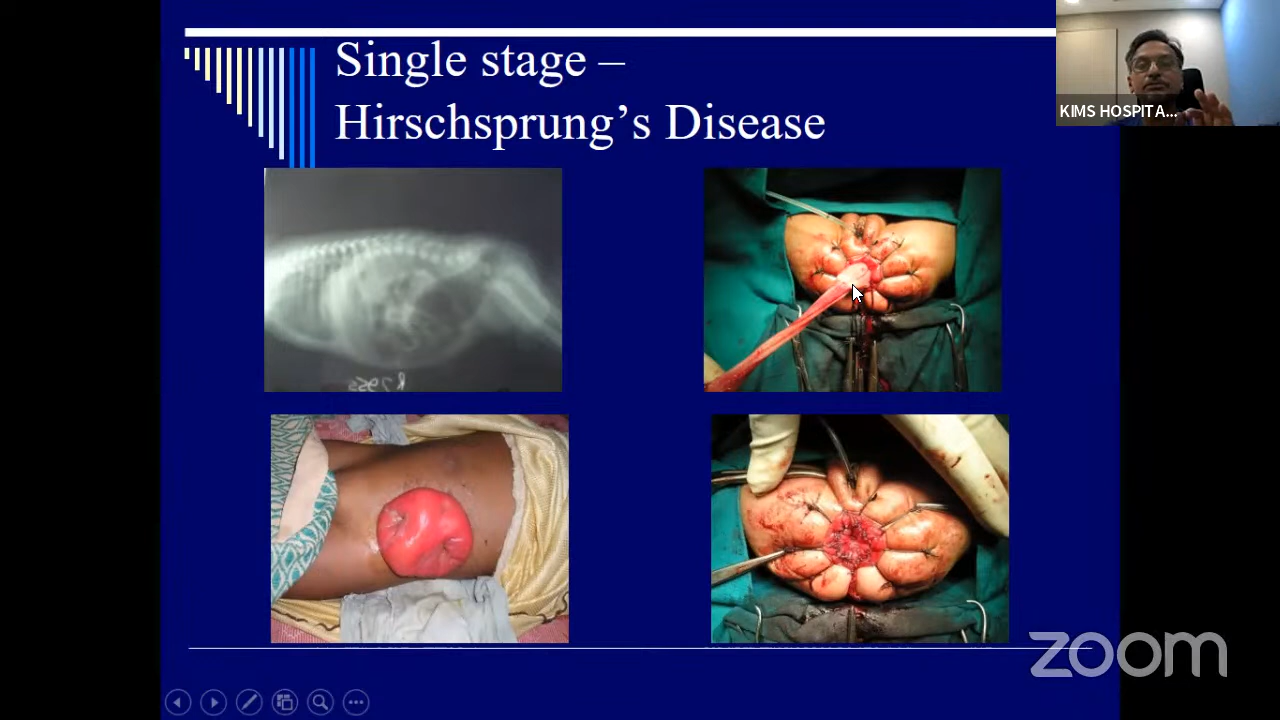 Single stage –
Hirschsprung’s Disease
KIMS HOSPITA...
zoom